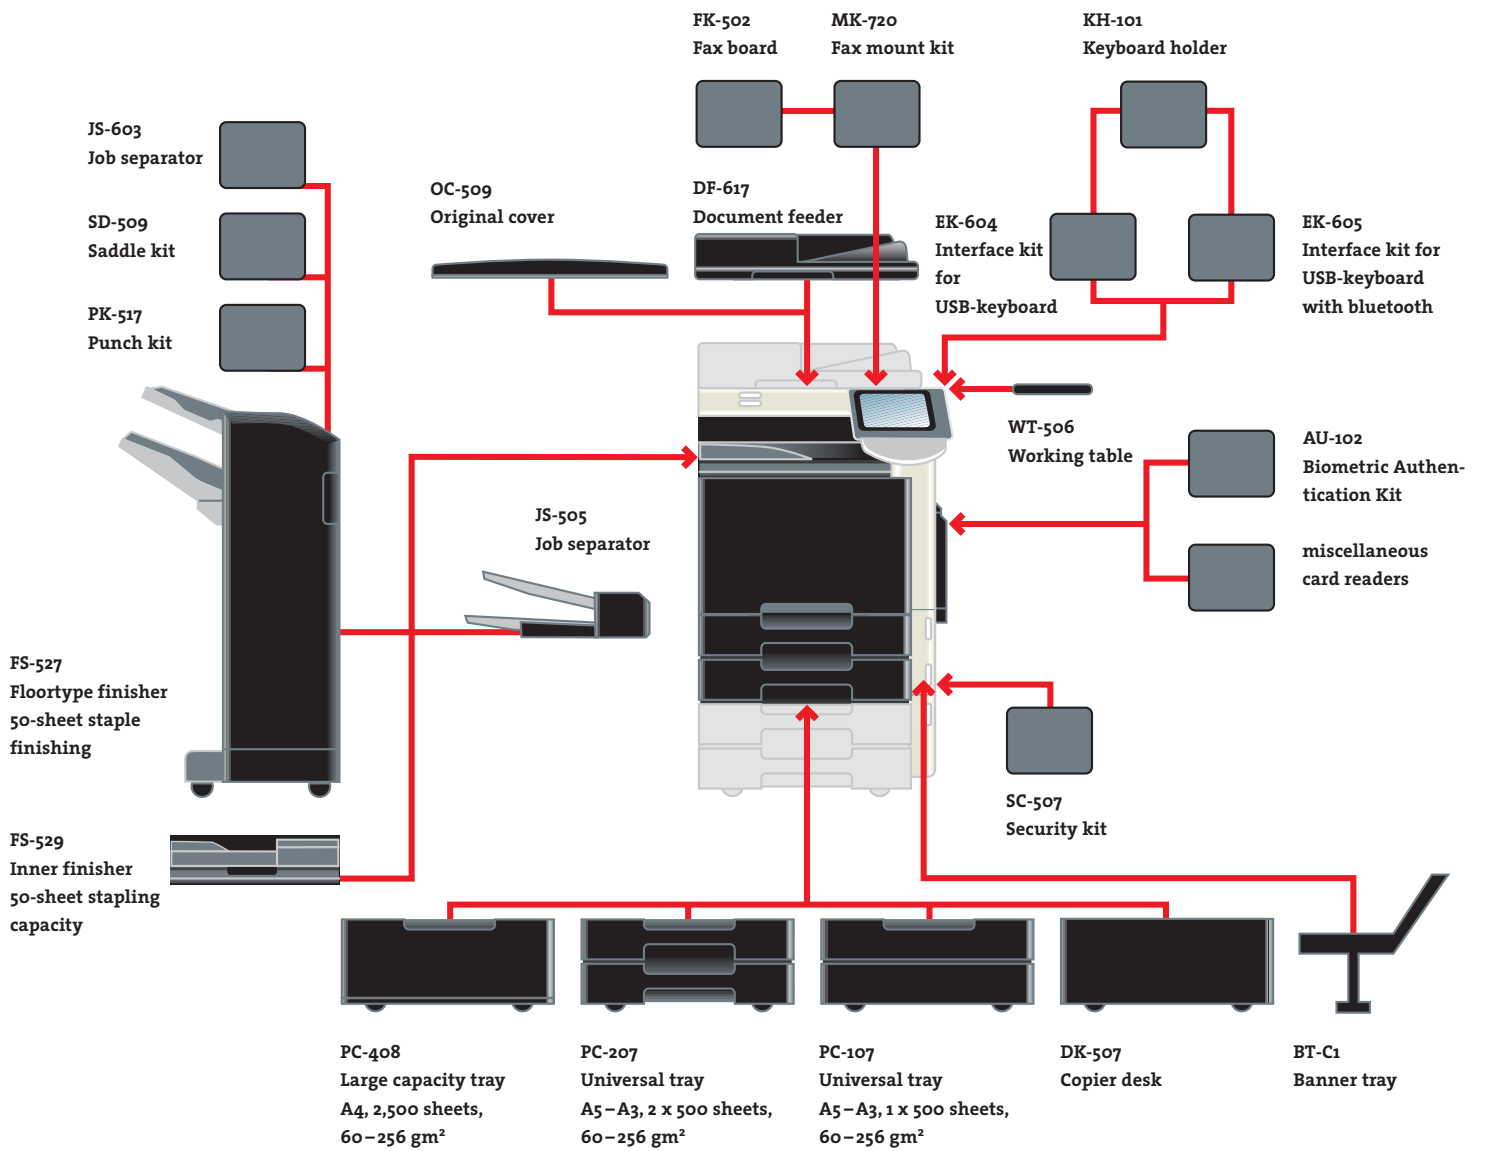 FK-502
Fax board
MK-720
Fax mount kit
KH-101
Keyboard holder
JS-603
Job separator
SD-509
Saddle kit
PK-517
Punch kit
OC-509
Original cover
DF-617
Document feeder
EK-604
Interface kit
for
USB-keyboard
EK-605
Interface kit for
USB-keyboard
with bluetooth
WT-506
Working table
AU-102
Biometric Authen-
tication Kit
miscellaneous
card readers
JS-505
Job separator
FS-527
Floortype finisher
50-sheet staple
finishing
SC-507
Security kit
FS-529
Inner finisher
50-sheet stapling
capacity
PC-408
Large capacity tray
A4, 2,500 sheets,
60–256 gm²
PC-207
Universal tray
A5–A3, 2 x 500 sheets,
60–256 gm²
PC-107
Universal tray
A5–A3, 1 x 500 sheets,
60–256 gm²
DK-507
Copier desk
BT-C1
Banner tray